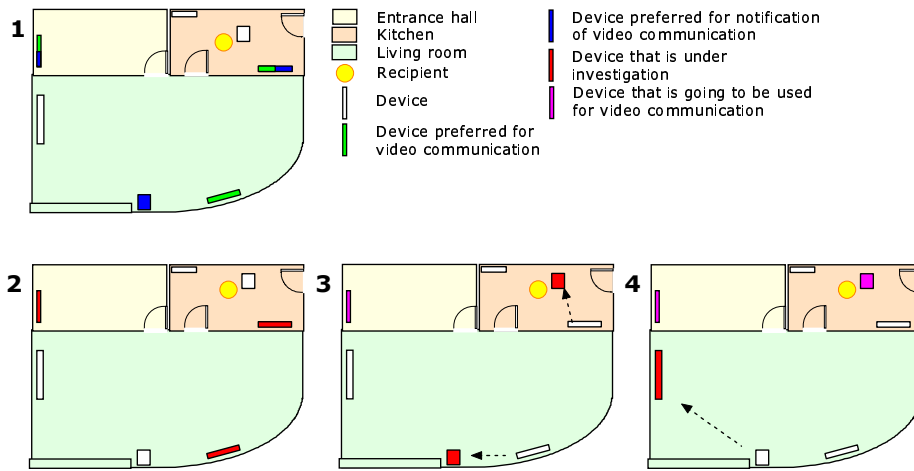 1
Entrance hall
Kitchen
Living room
Recipient
Device
Device preferred for
video communication
Device preferred for notification
of video communication
Device that is under
investigation
Device that is going to be used
for video communication
2
3
4